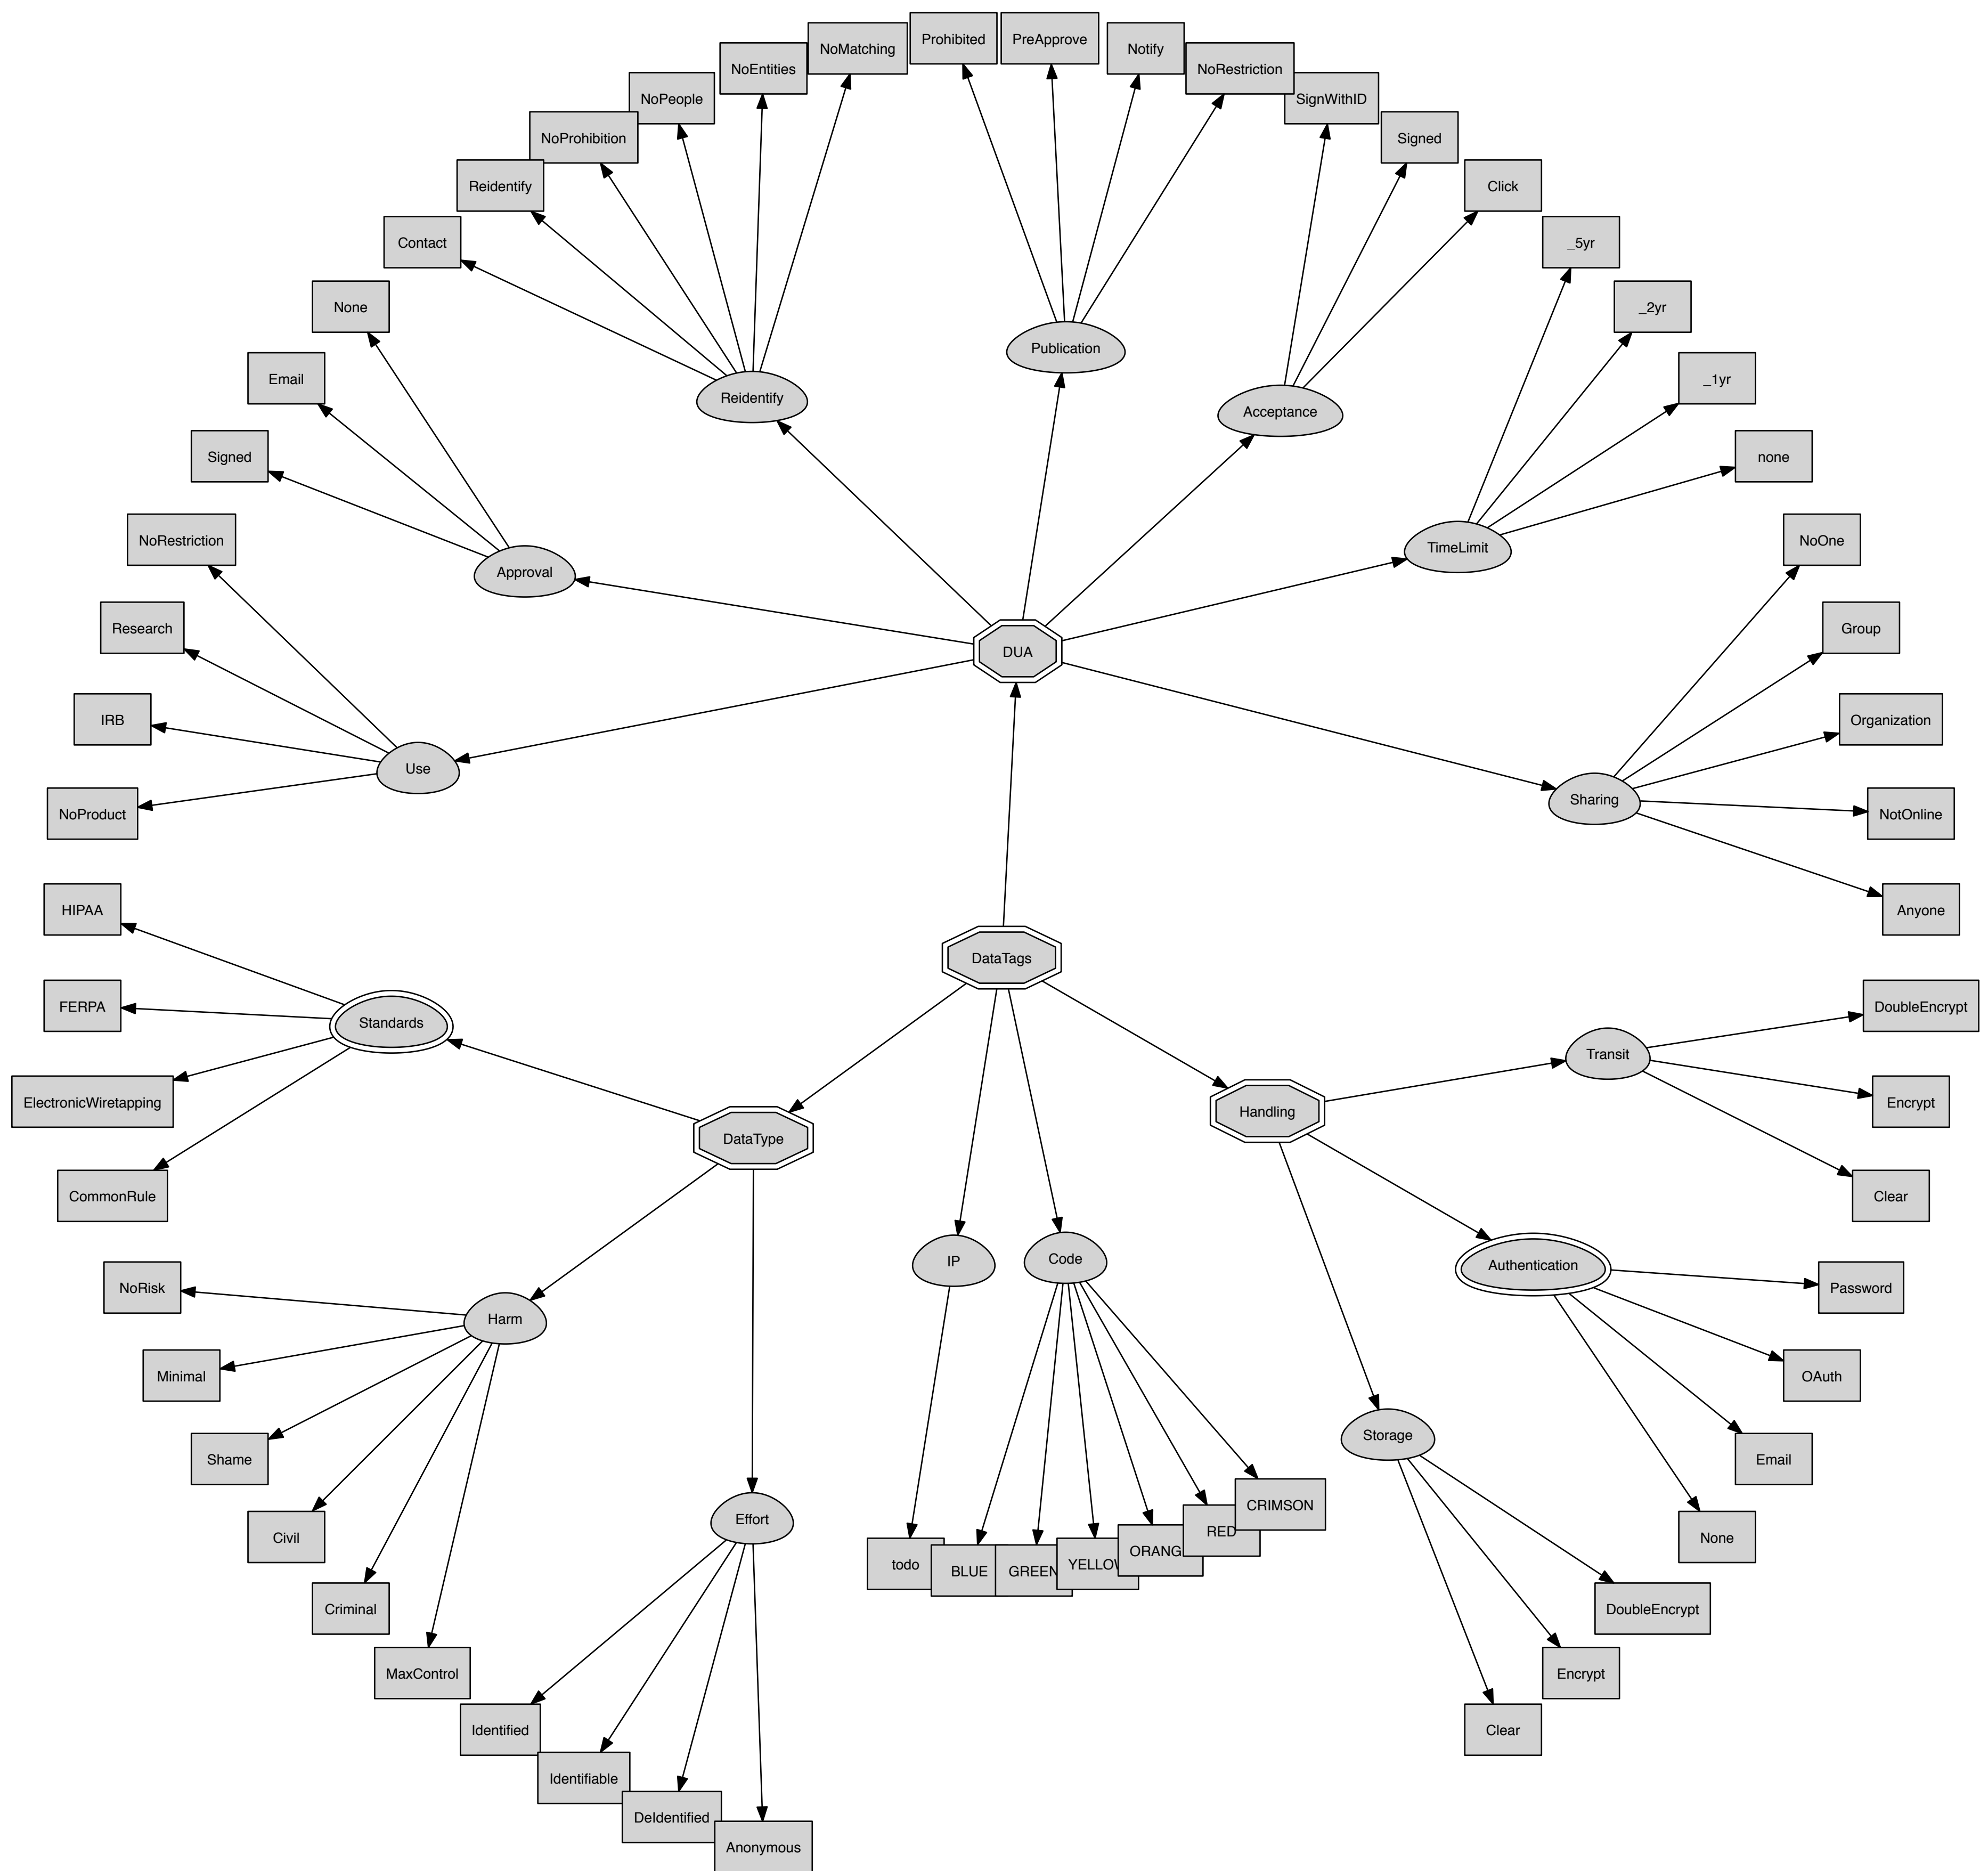 Prohibited
PreApprove
NoMatching
Notify
NoEntities
NoRestriction
NoPeople
SignWithID
NoProhibition
Signed
Reidentify
Click
Contact
_5yr
None
_2yr
Publication
Email
_1yr
Reidentify
Acceptance
Signed
none
NoRestriction
NoOne
TimeLimit
Approval
Research
Group
DUA
IRB
Organization
Use
Sharing
NoProduct
NotOnline
HIPAA
Anyone
DataTags
FERPA
DoubleEncrypt
Standards
Transit
ElectronicWiretapping
Encrypt
Handling
DataType
CommonRule
Clear
IP
Code
Authentication
NoRisk
Password
Harm
Minimal
OAuth
Storage
Shame
Email
CRIMSON
Effort
RED
Civil
None
ORANG
todo
BLUE
GREEN
YELLOW
Criminal
DoubleEncrypt
MaxControl
Encrypt
Identified
Clear
Identifiable
DeIdentified
Anonymous